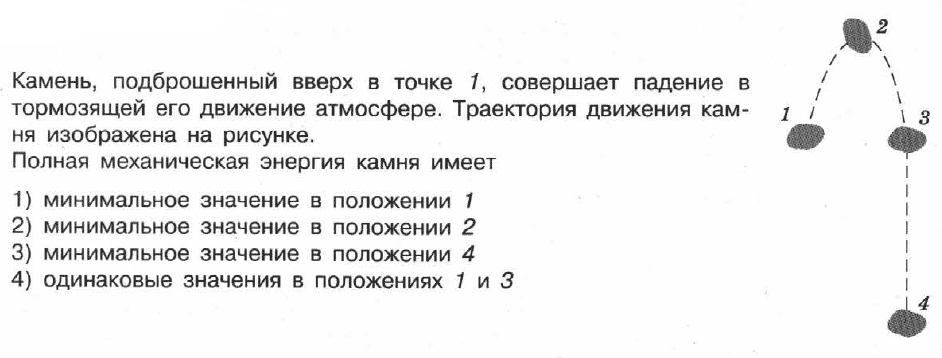 Камень, подброшенный вверх в точке 1, совершает падение в
тормозящей его движение атмосфере. Траектория движения кам-
ня изображена на рисунке.
Полная механическая энергия камня имеет
1) минимальное значение в положении 1
2) минимальное значение в положении 2
3) минимальное значение в положении 4
4) одинаковые значения в положениях 1 и 3
2
1
3
4